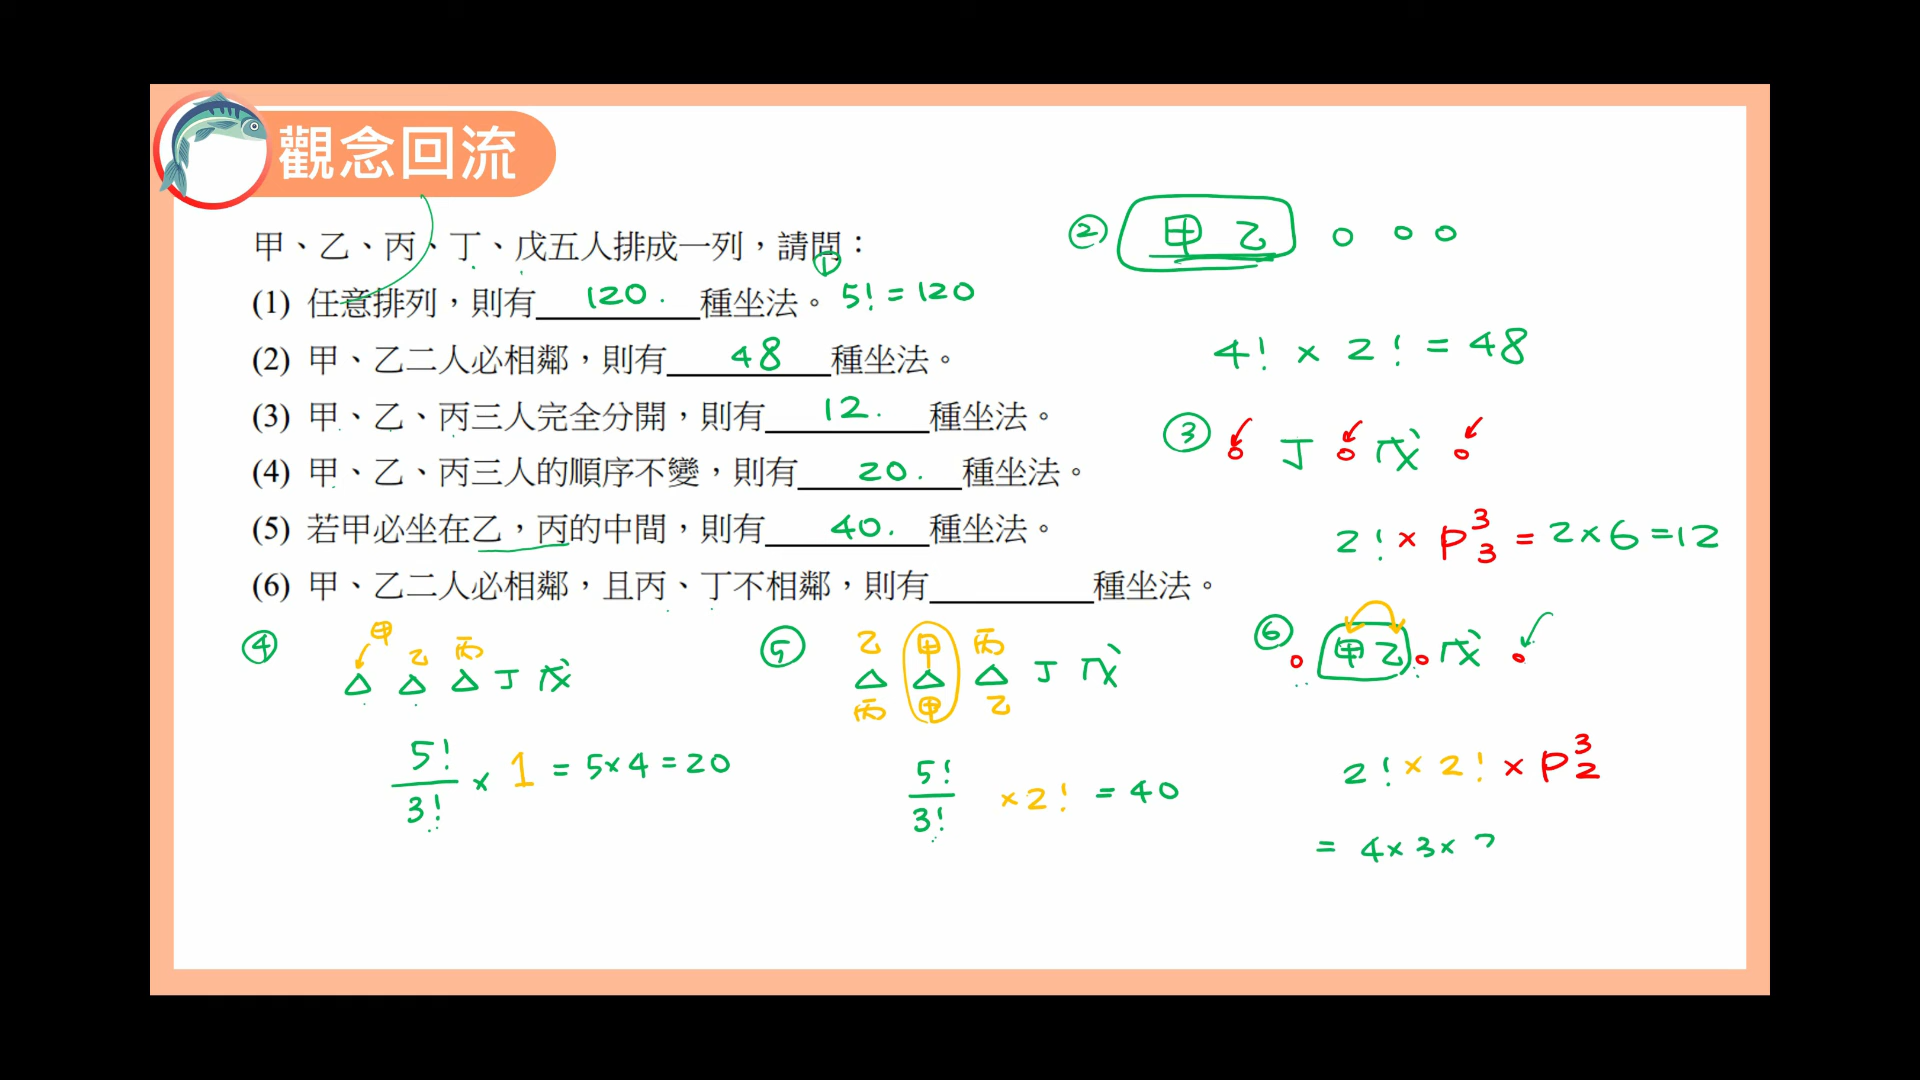 觀念回流
甲、乙、丙、丁、戊五人排成一列，請問：
(1) 任意排列，則有 120. 種坐法。 ① 5! = 120
(2) 甲、乙二人必相鄰，則有 48 種坐法。
(3) 甲、乙、丙三人完全分開，則有 12. 種坐法。
(4) 甲、乙、丙三人的順序不變，則有 20. 種坐法。
(5) 若甲必坐在乙，丙的中間，則有 40. 種坐法。
(6) 甲、乙二人必相鄰，且丙、丁不相鄰，則有 種坐法。
② 甲 乙 o o o
4! × 2! = 48
③ o 丁 o 戊 o
2! × P³₃ = 2×6=12
④ 甲 乙 丙
△ △ △ 丁 戊
5!/3! × 1 = 5×4=20
⑤ 乙 甲 丙
△ △ △ 丁 戊
丙 甲 乙
5!/3! ×2! = 40
⑥ o 甲乙 o 戊 o
2! × 2! × P³₂
= 4×3×